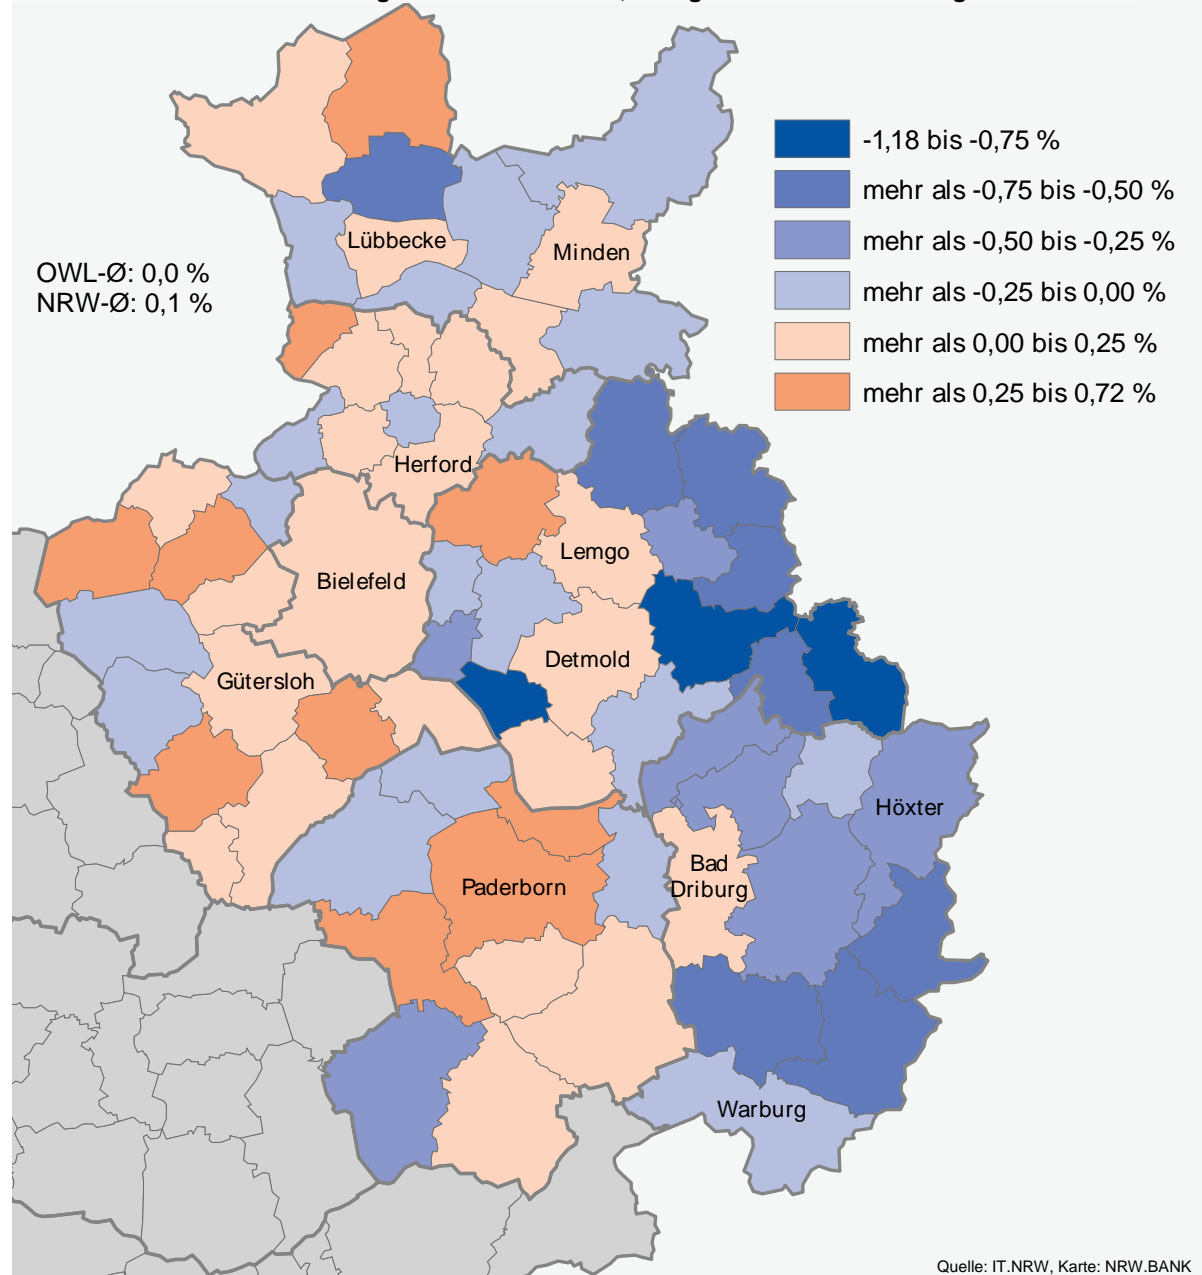 -1,18 bis -0,75 %
mehr als -0,75 bis -0,50 %
mehr als -0,50 bis -0,25 %
mehr als -0,25 bis 0,00 %
mehr als 0,00 bis 0,25 %
mehr als 0,25 bis 0,72 %
OWL-Ø: 0,0 %
NRW-Ø: 0,1 %
Lübbecke
Minden
Herford
Lemgo
Bielefeld
Detmold
Gütersloh
Höxter
Bad
Driburg
Paderborn
Warburg
Quelle: IT.NRW, Karte: NRW.BANK